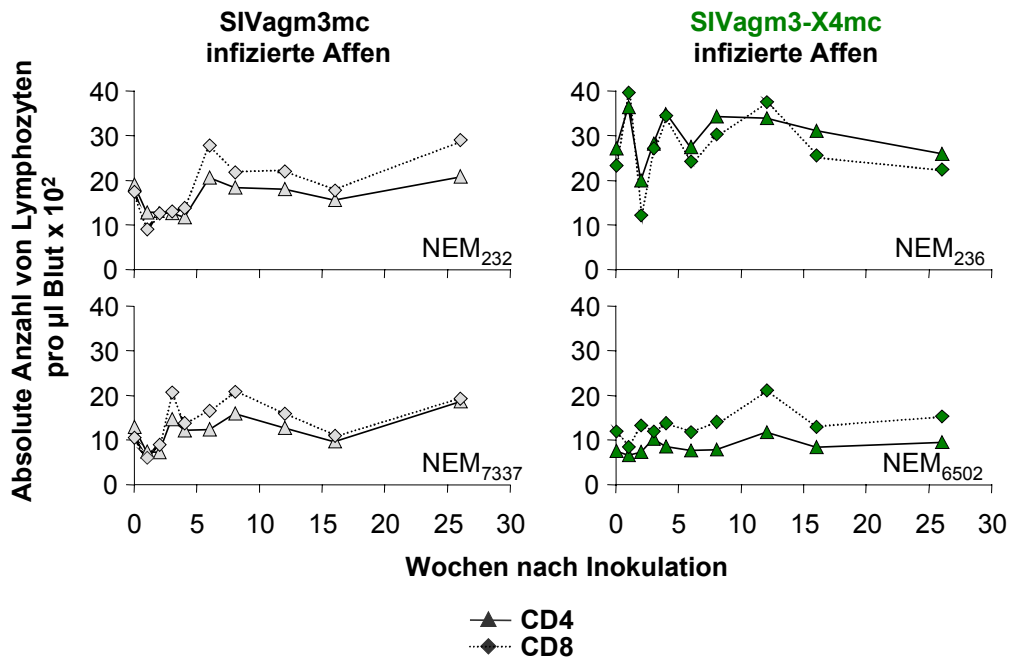 SIVagm3mc
infizierte Affen
SIVagm3-X4mc
infizierte Affen
Absolute Anzahl von Lymphozyten
pro µl Blut x 10²
40
30
20
10
0
NEM₂₃₂
NEM₂₃₆
40
30
20
10
0
40
30
20
10
0
NEM₇₃₃₇
40
30
20
10
0
NEM₆₅₀₂
0 5 10 15 20 25 30
0 5 10 15 20 25 30
Wochen nach Inokulation
CD4
CD8